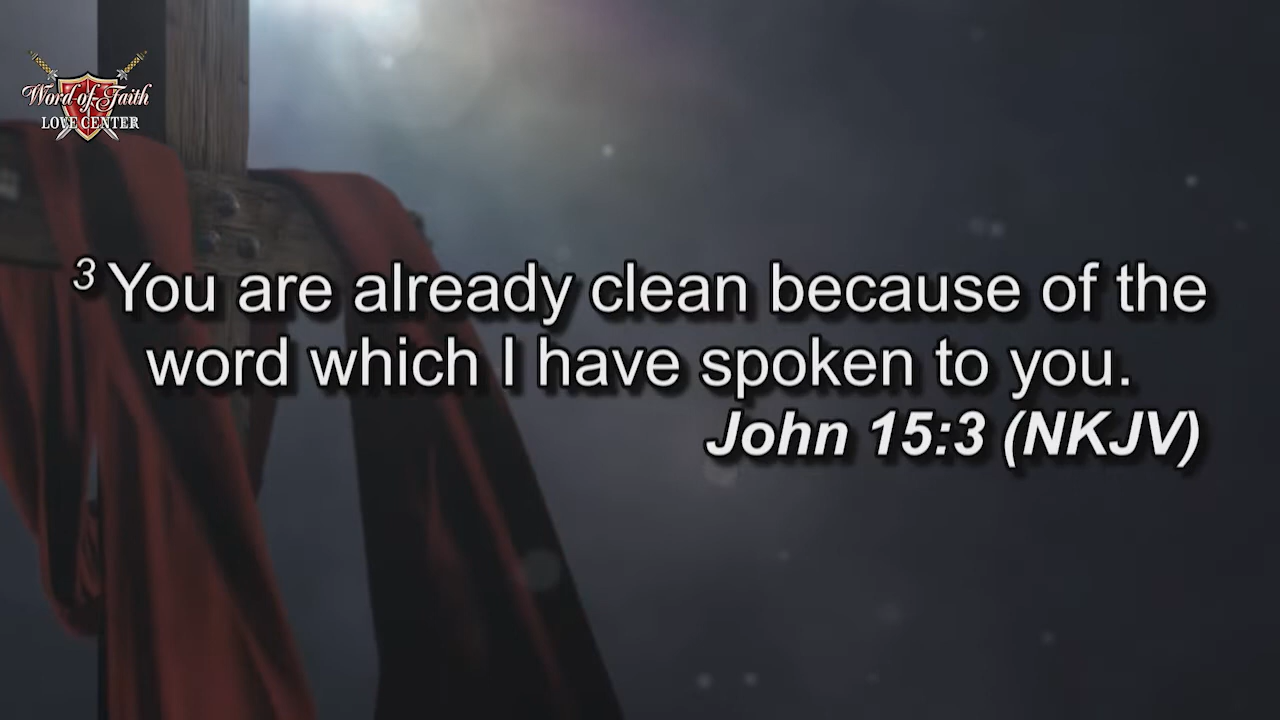 Word of Faith
LOVE CENTER
³ You are already clean because of the
word which I have spoken to you.
John 15:3 (NKJV)